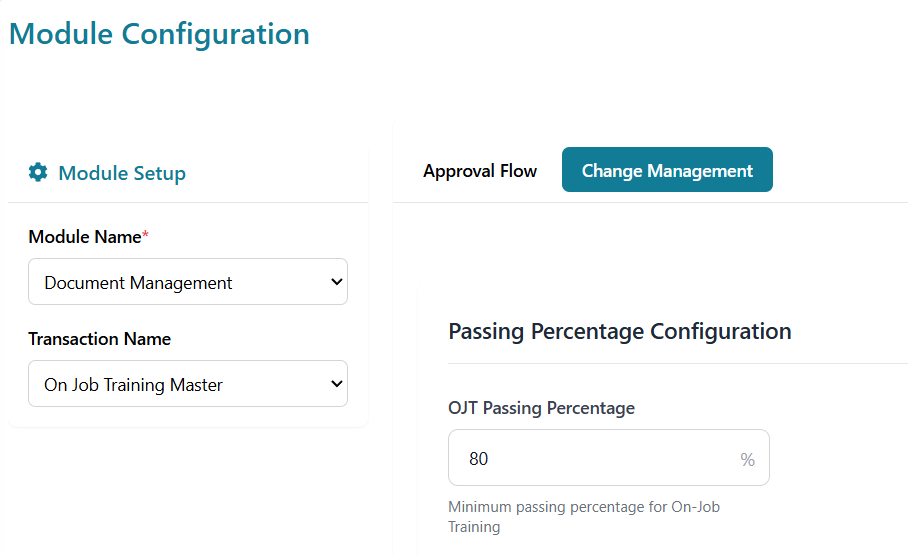 Module Configuration
Module Setup
Module Name*
Document Management
Transaction Name
On Job Training Master
Approval Flow
Change Management
Passing Percentage Configuration
OJT Passing Percentage
80 %
Minimum passing percentage for On-Job
Training